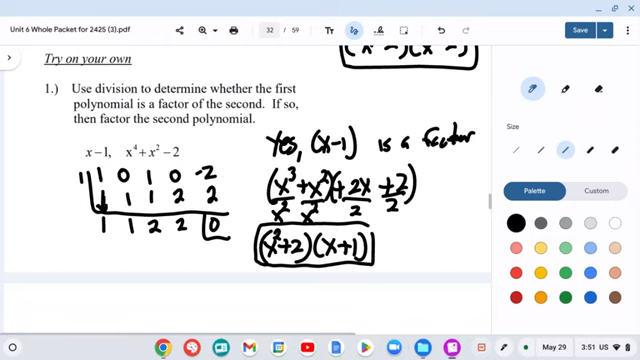 Unit 6 Whole Packet for 2425 (3).pdf
32 / 59
Save
Try on your own
(x² – )(x – )
1.) Use division to determine whether the first
polynomial is a factor of the second. If so,
then factor the second polynomial.
x – 1, x⁴ + x² – 2
1 1 0 1 0 -2
1 1 2 2
1 1 2 2 0
Yes, (x-1) is a factor
(x³ + x²)(+2x + 2)
x² x² 2 2
(x²+2)(x+1)
Size
Palette
Custom
May 29
3:51 US